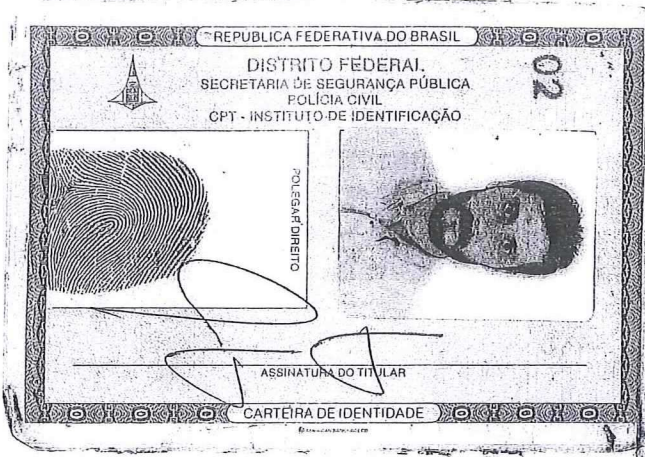 REPUBLICA FEDERATIVA DO BRASIL
DISTRITO FEDERAL
SECRETARIA DE SEGURANÇA PÚBLICA
POLÍCIA CIVIL
CPT - INSTITUTO DE IDENTIFICAÇÃO
02
POLEGAR DIREITO
ASSINATURA DO TITULAR
CARTEIRA DE IDENTIDADE